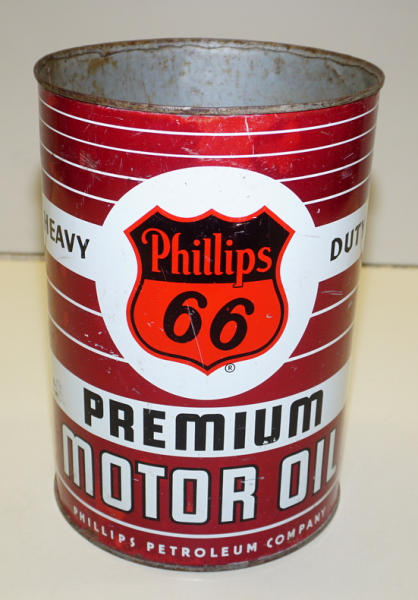 HEAVY DUTY
Phillips
66
®
PREMIUM
MOTOR OIL
PHILLIPS PETROLEUM COMPANY